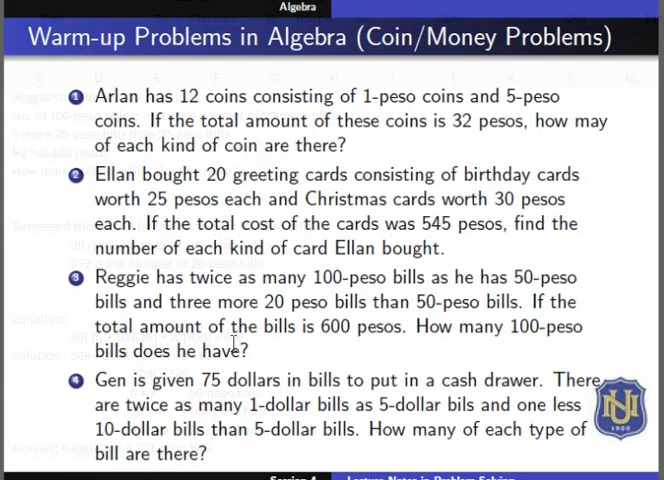 Algebra
Warm-up Problems in Algebra (Coin/Money Problems)
1 Arlan has 12 coins consisting of 1-peso coins and 5-peso
coins. If the total amount of these coins is 32 pesos, how may
of each kind of coin are there?
2 Ellan bought 20 greeting cards consisting of birthday cards
worth 25 pesos each and Christmas cards worth 30 pesos
each. If the total cost of the cards was 545 pesos, find the
number of each kind of card Ellan bought.
3 Reggie has twice as many 100-peso bills as he has 50-peso
bills and three more 20 peso bills than 50-peso bills. If the
total amount of the bills is 600 pesos. How many 100-peso
bills does he have?
4 Gen is given 75 dollars in bills to put in a cash drawer. There
are twice as many 1-dollar bills as 5-dollar bils and one less
10-dollar bills than 5-dollar bills. How many of each type of
bill are there?
NU
1900
Session 4 Lecture Notes in Problem Solving